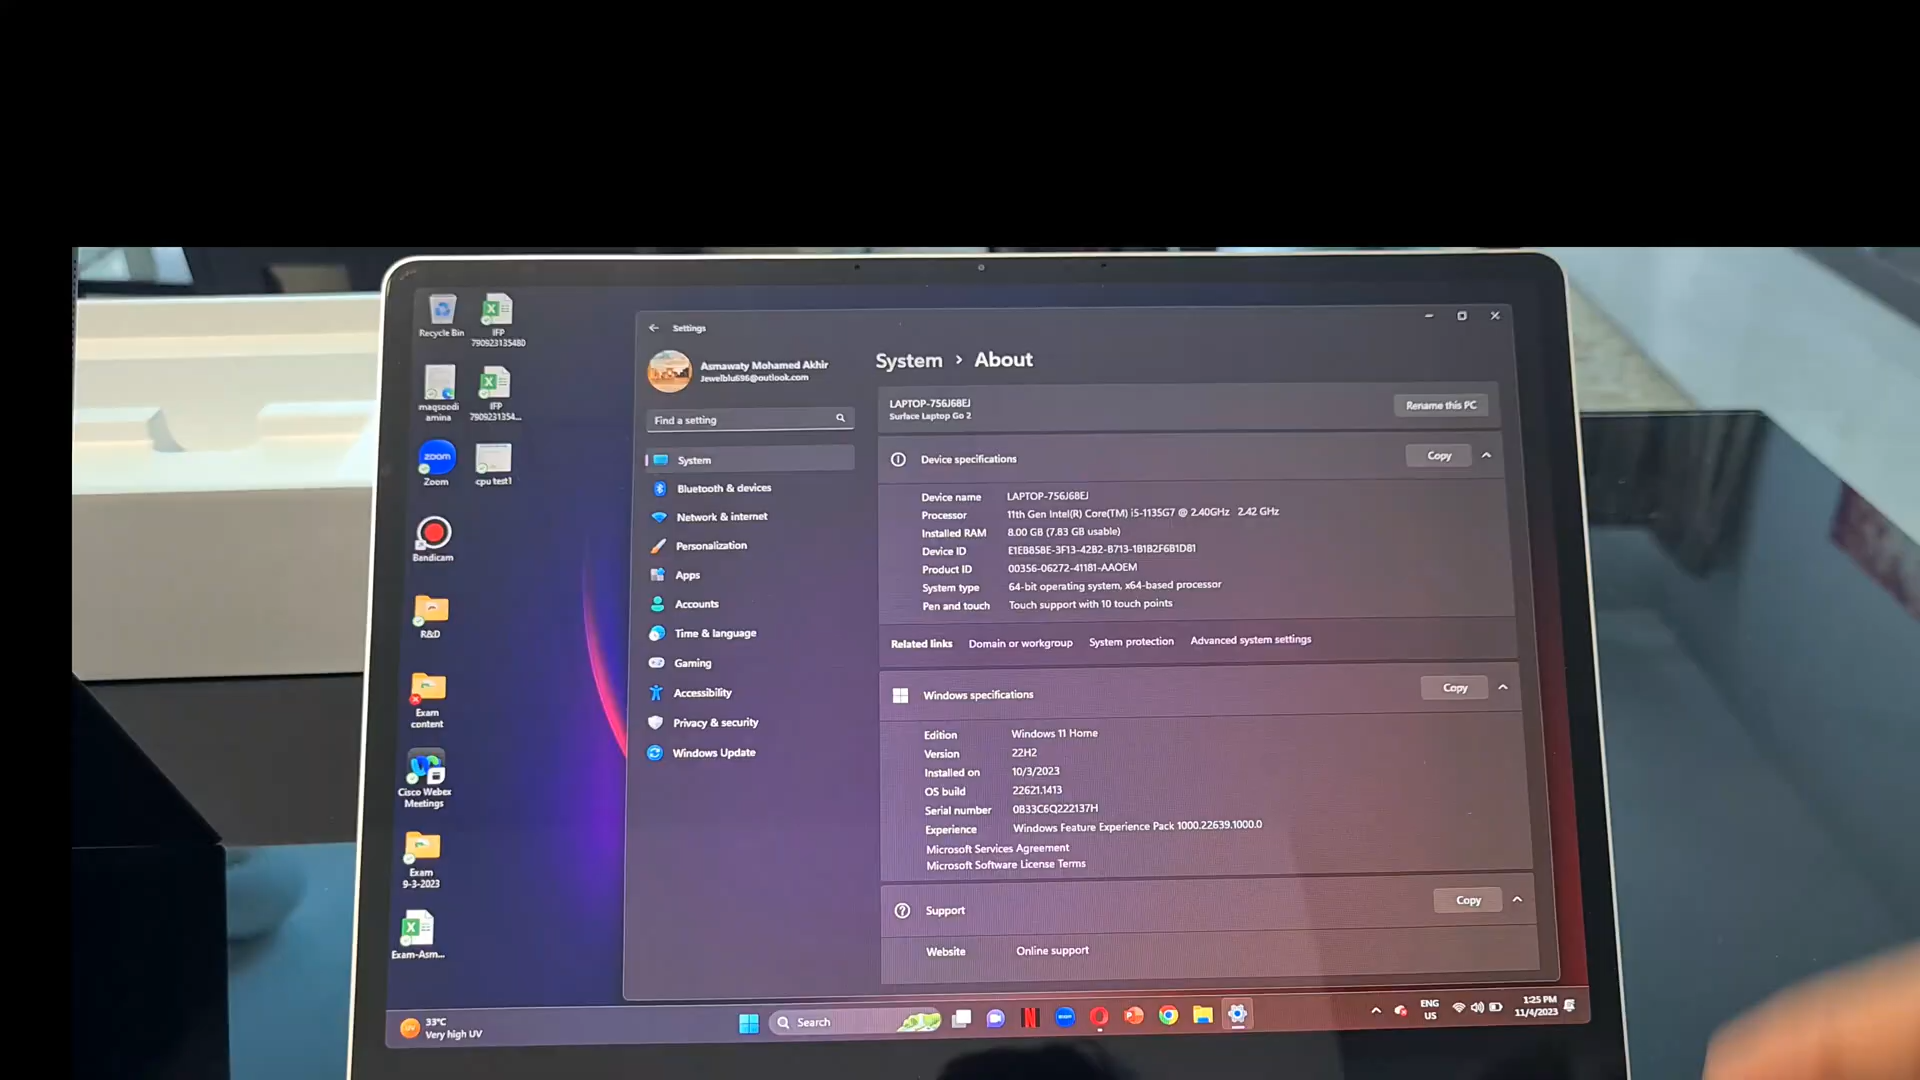 Recycle Bin
IFP
790923135480
maqsoodi
amina
IFP
7909231354...
zoom
Zoom
cpu test1
Bandicam
R&D
Exam
content
Cisco Webex
Meetings
Exam
9-3-2023
Exam-Asm...
Settings
Asmawaty Mohamed Akhir
Jewelblu696@outlook.com
Find a setting
System
Bluetooth & devices
Network & internet
Personalization
Apps
Accounts
Time & language
Gaming
Accessibility
Privacy & security
Windows Update
System › About
LAPTOP-756J68EJ
Surface Laptop Go 2
Rename this PC
Device specifications
Copy
Device name LAPTOP-756J68EJ
Processor 11th Gen Intel(R) Core(TM) i5-1135G7 @ 2.40GHz 2.42 GHz
Installed RAM 8.00 GB (7.83 GB usable)
Device ID E1EB858E-3F13-42B2-B713-1B1B2F6B1D81
Product ID 00356-06272-41181-AAOEM
System type 64-bit operating system, x64-based processor
Pen and touch Touch support with 10 touch points
Related links Domain or workgroup System protection Advanced system settings
Windows specifications
Copy
Edition Windows 11 Home
Version 22H2
Installed on 10/3/2023
OS build 22621.1413
Serial number 0B33C6Q222137H
Experience Windows Feature Experience Pack 1000.22639.1000.0
Microsoft Services Agreement
Microsoft Software License Terms
Support
Copy
Website Online support
33°C
Very high UV
Search
ENG
US
1:25 PM
11/4/2023